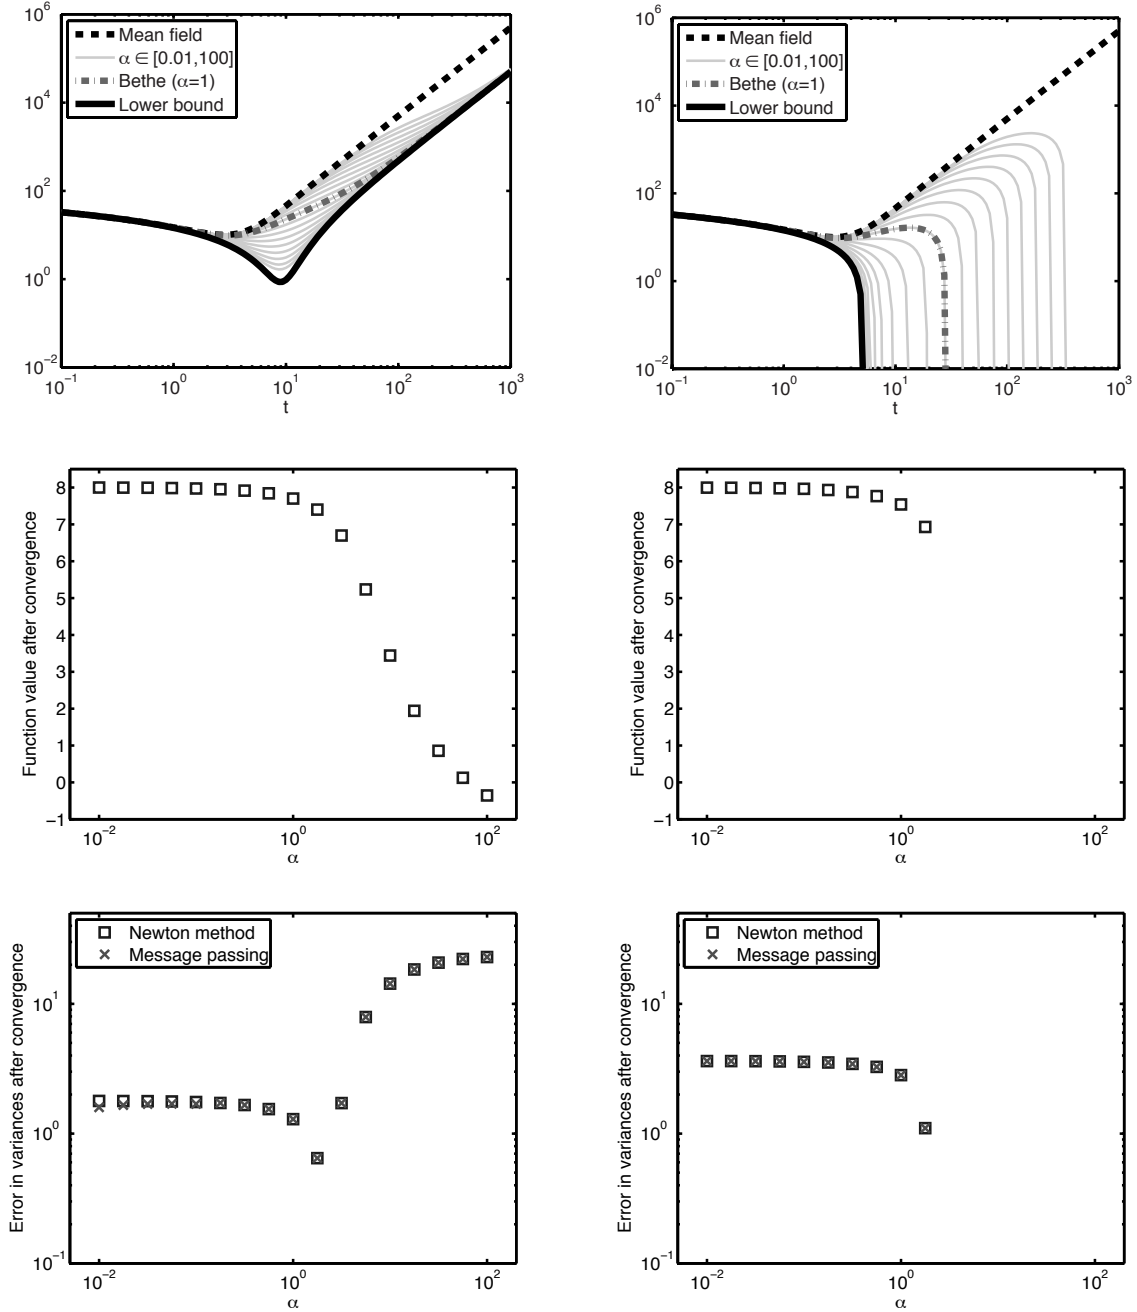 10^6
10^4
10^2
10^0
10^−2
10^−1
10^0
10^1
10^2
10^3
t
Mean field
α ∈ [0.01,100]
Bethe (α=1)
Lower bound
10^6
10^4
10^2
10^0
10^−2
10^−1
10^0
10^1
10^2
10^3
t
Mean field
α ∈ [0.01,100]
Bethe (α=1)
Lower bound
Function value after convergence
8
7
6
5
4
3
2
1
0
−1
10^−2
10^0
10^2
α
Function value after convergence
8
7
6
5
4
3
2
1
0
−1
10^−2
10^0
10^2
α
Error in variances after convergence
10^1
10^0
10^−1
10^−2
10^0
10^2
α
Newton method
Message passing
Error in variances after convergence
10^1
10^0
10^−1
10^−2
10^0
10^2
α
Newton method
Message passing